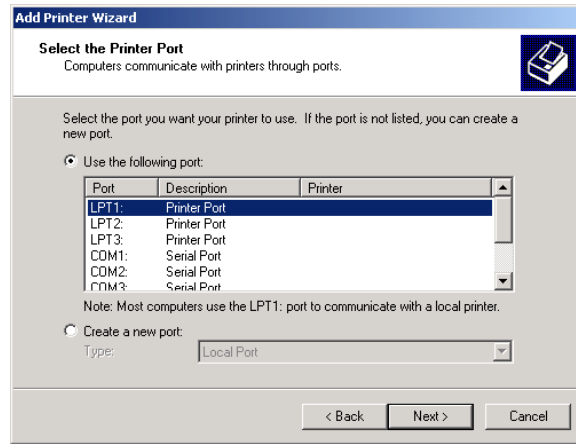 Add Printer Wizard
Select the Printer Port
Computers communicate with printers through ports.
Select the port you want your printer to use. If the port is not listed, you can create a
new port.
Use the following port:
Port Description Printer
LPT1: Printer Port
LPT2: Printer Port
LPT3: Printer Port
COM1: Serial Port
COM2: Serial Port
COM3: Serial Port
Note: Most computers use the LPT1: port to communicate with a local printer.
Create a new port:
Type: Local Port
< Back Next > Cancel